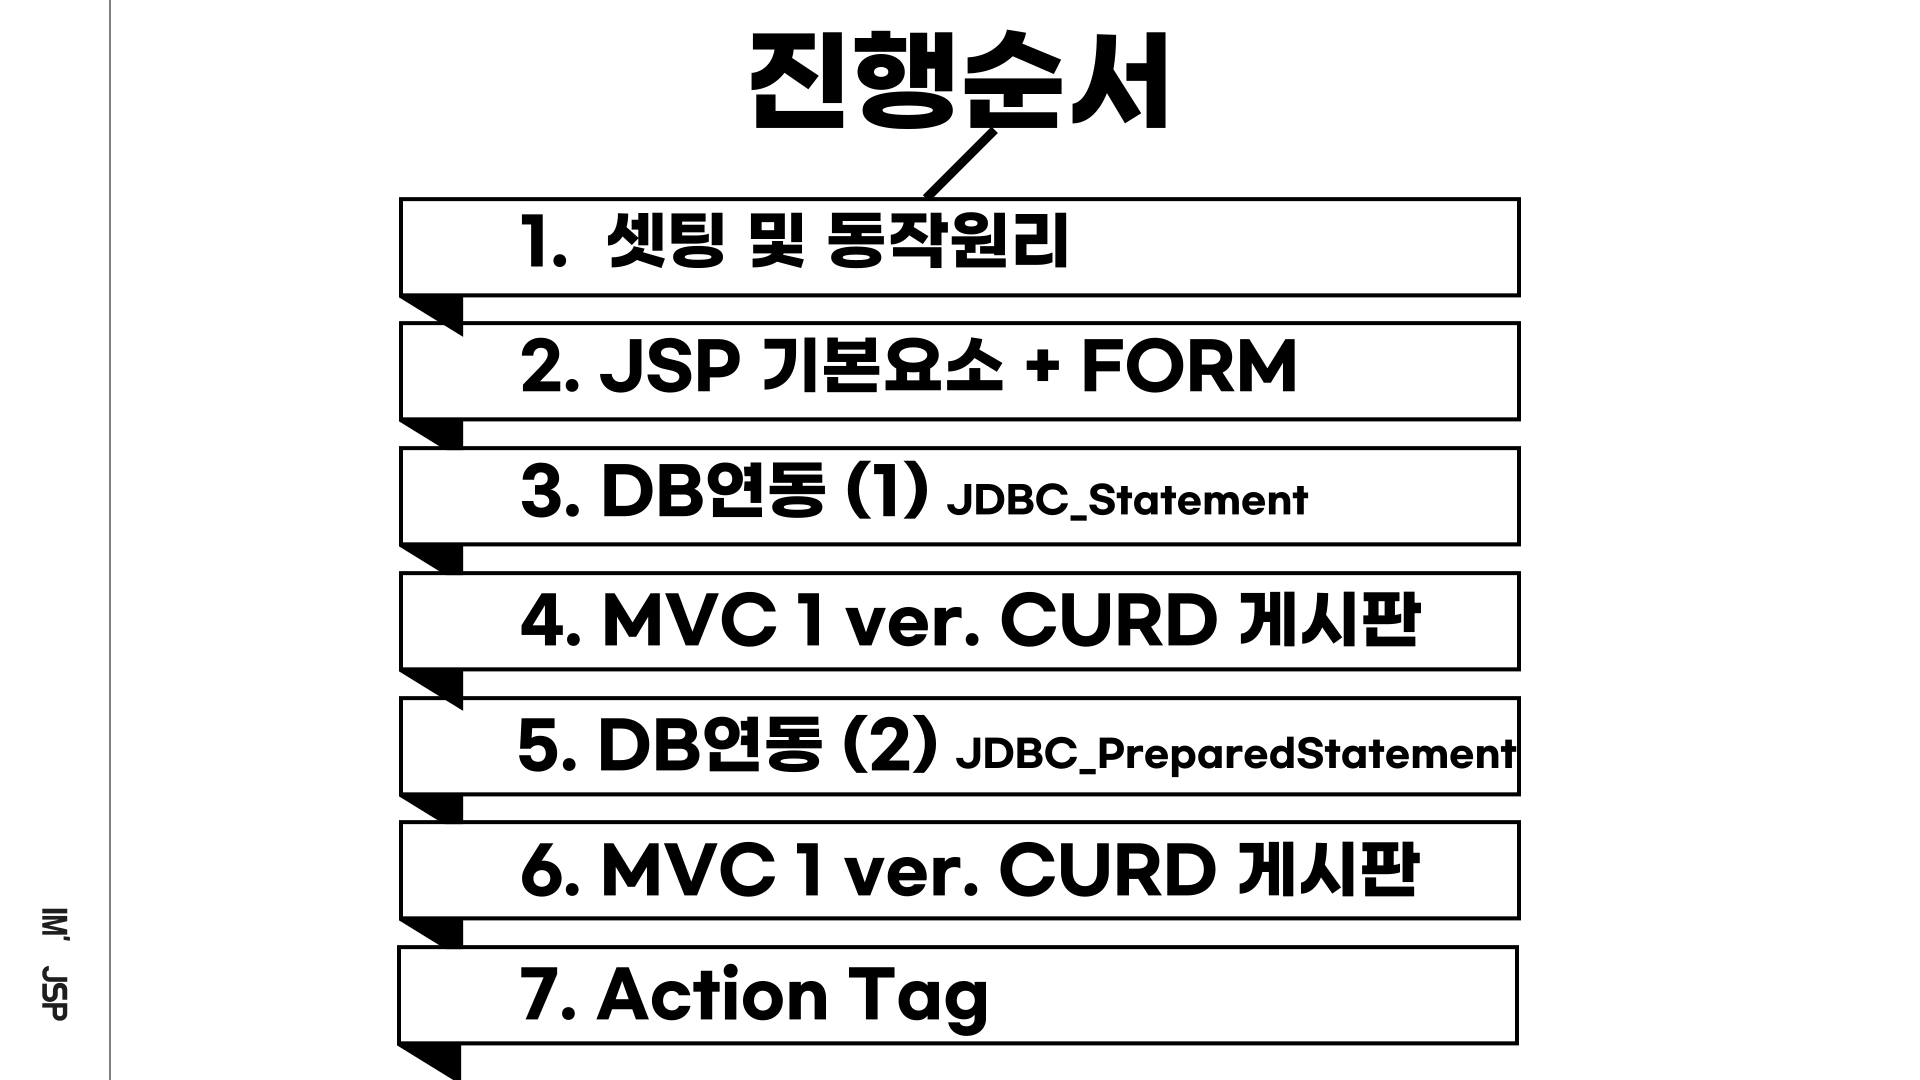 진행순서
1. 셋팅 및 동작원리
2. JSP 기본요소 + FORM
3. DB연동 (1) JDBC_Statement
4. MVC 1 ver. CURD 게시판
5. DB연동 (2) JDBC_PreparedStatement
6. MVC 1 ver. CURD 게시판
7. Action Tag
IM' JSP